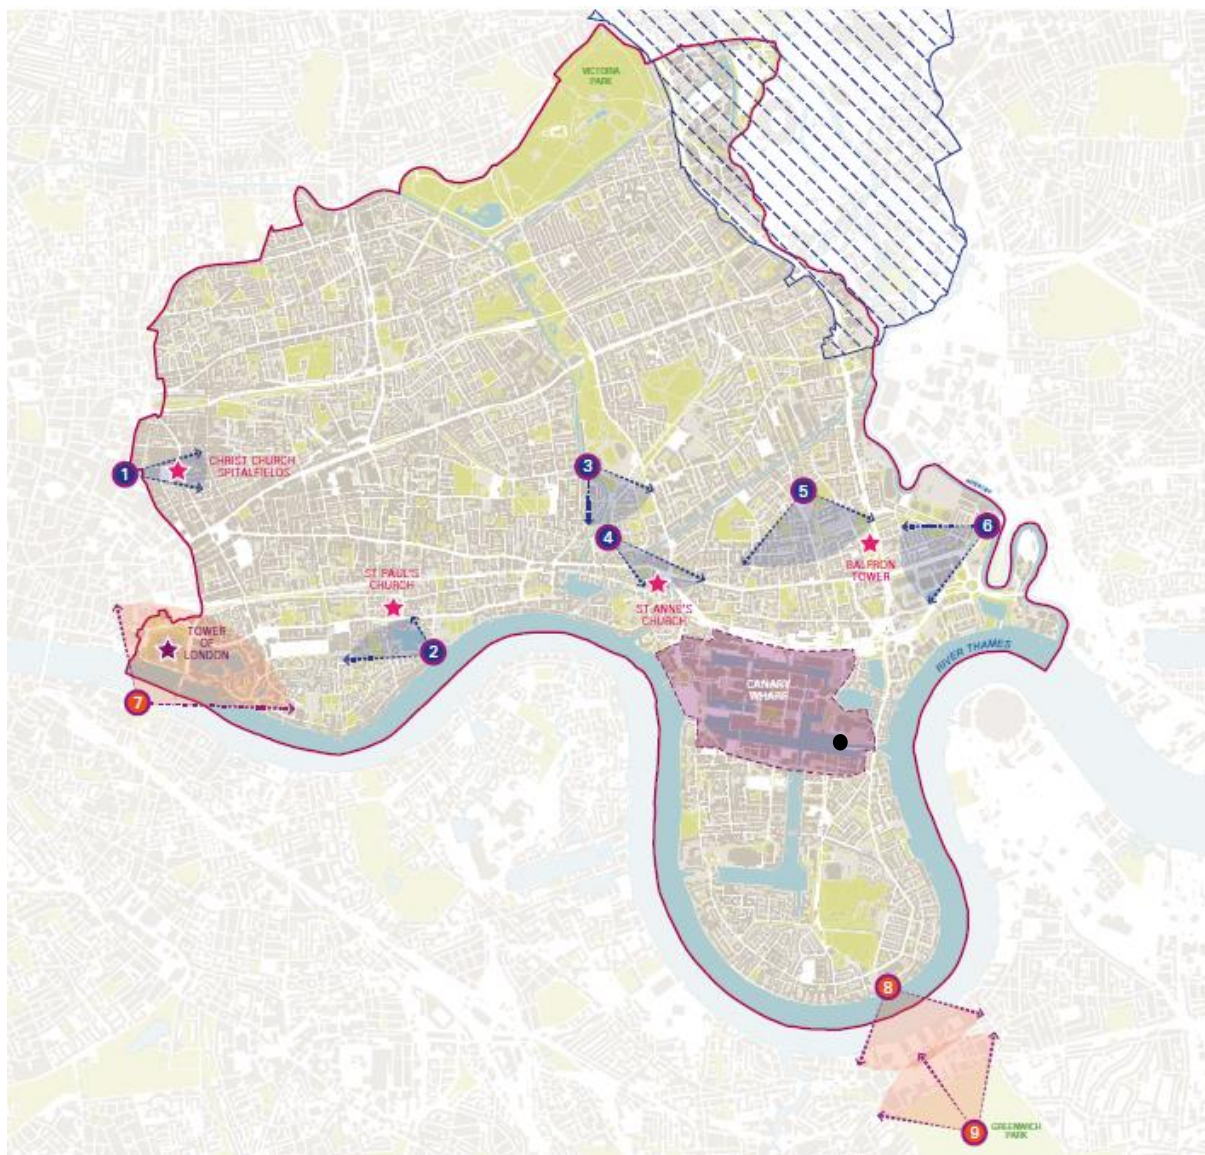 VICTORIA
PARK
1
CHRIST CHURCH
SPITALFIELDS
3
5
4
6
BALFRON
TOWER
ST PAUL'S
CHURCH
ST ANNE'S
CHURCH
TOWER
OF
LONDON
2
RIVER THAMES
CANARY
WHARF
7
8
9
GREENWICH
PARK